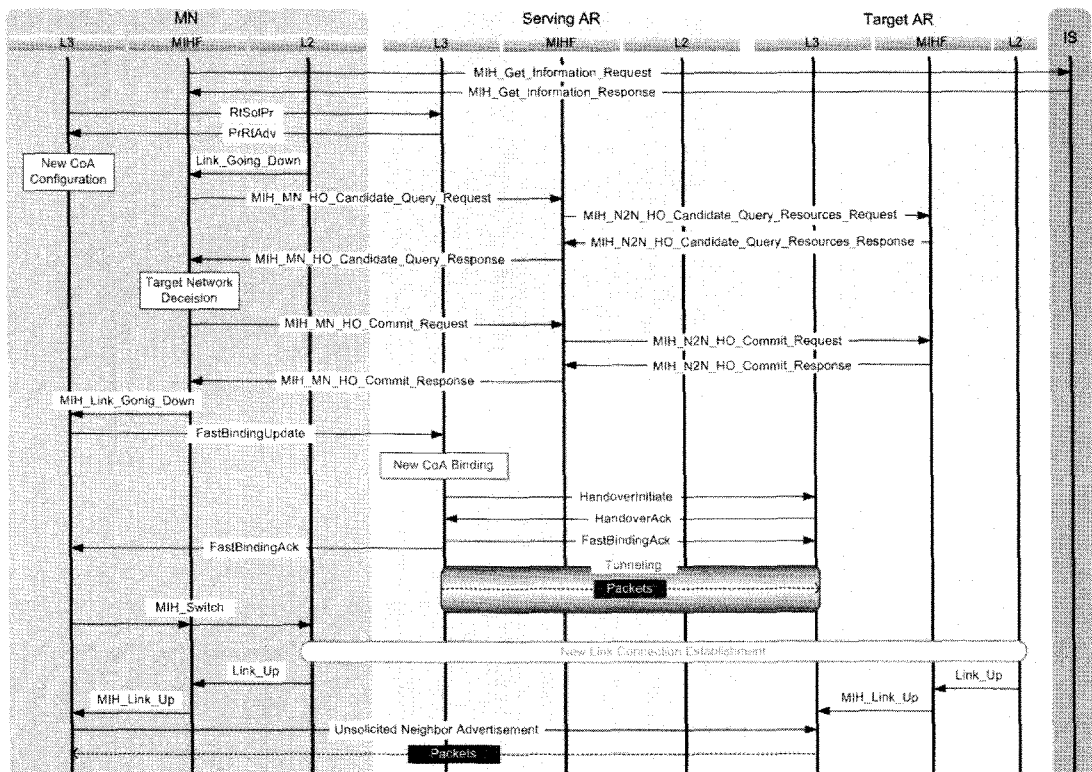 MN
Serving AR
Target AR
IS
L3
MIHF
L2
L3
MIHF
L2
L3
MIHF
L2
MIH_Get_Information_Request
MIH_Get_Information_Response
RtSolPr
PrRtAdv
New CoA
Configuration
Link_Going_Down
MIH_MN_HO_Candidate_Query_Request
MIH_N2N_HO_Candidate_Query_Resources_Request
MIH_N2N_HO_Candidate_Query_Resources_Response
MIH_MN_HO_Candidate_Query_Response
Target Network
Deceision
MIH_MN_HO_Commit_Request
MIH_N2N_HO_Commit_Request
MIH_N2N_HO_Commit_Response
MIH_MN_HO_Commit_Response
MIH_Link_Gonig_Down
FastBindingUpdate
New CoA Binding
HandoverInitiate
HandoverAck
FastBindingAck
FastBindingAck
Tunneling
Packets
MIH_Switch
New Link Connection Establishment
Link_Up
Link_Up
MIH_Link_Up
MIH_Link_Up
Unsolicited Neighbor Advertisement
Packets